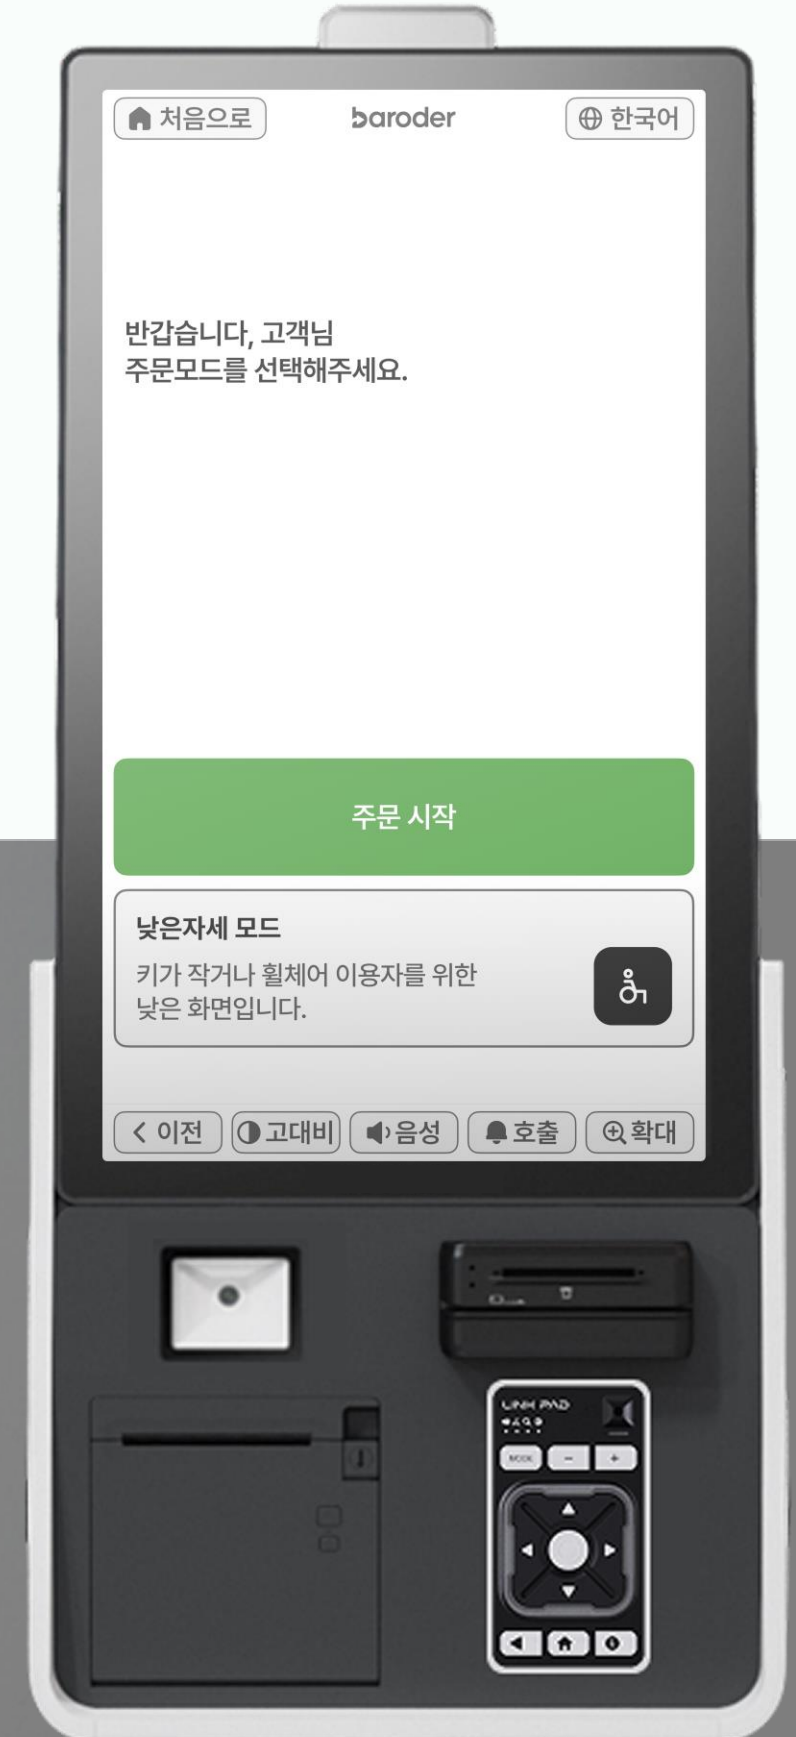 처음으로
baroder
한국어
반갑습니다, 고객님
주문모드를 선택해주세요.
주문 시작
낮은자세 모드
키가 작거나 휠체어 이용자를 위한
낮은 화면입니다.
이전
고대비
음성
호출
확대
LINK PAD
MODE
- +